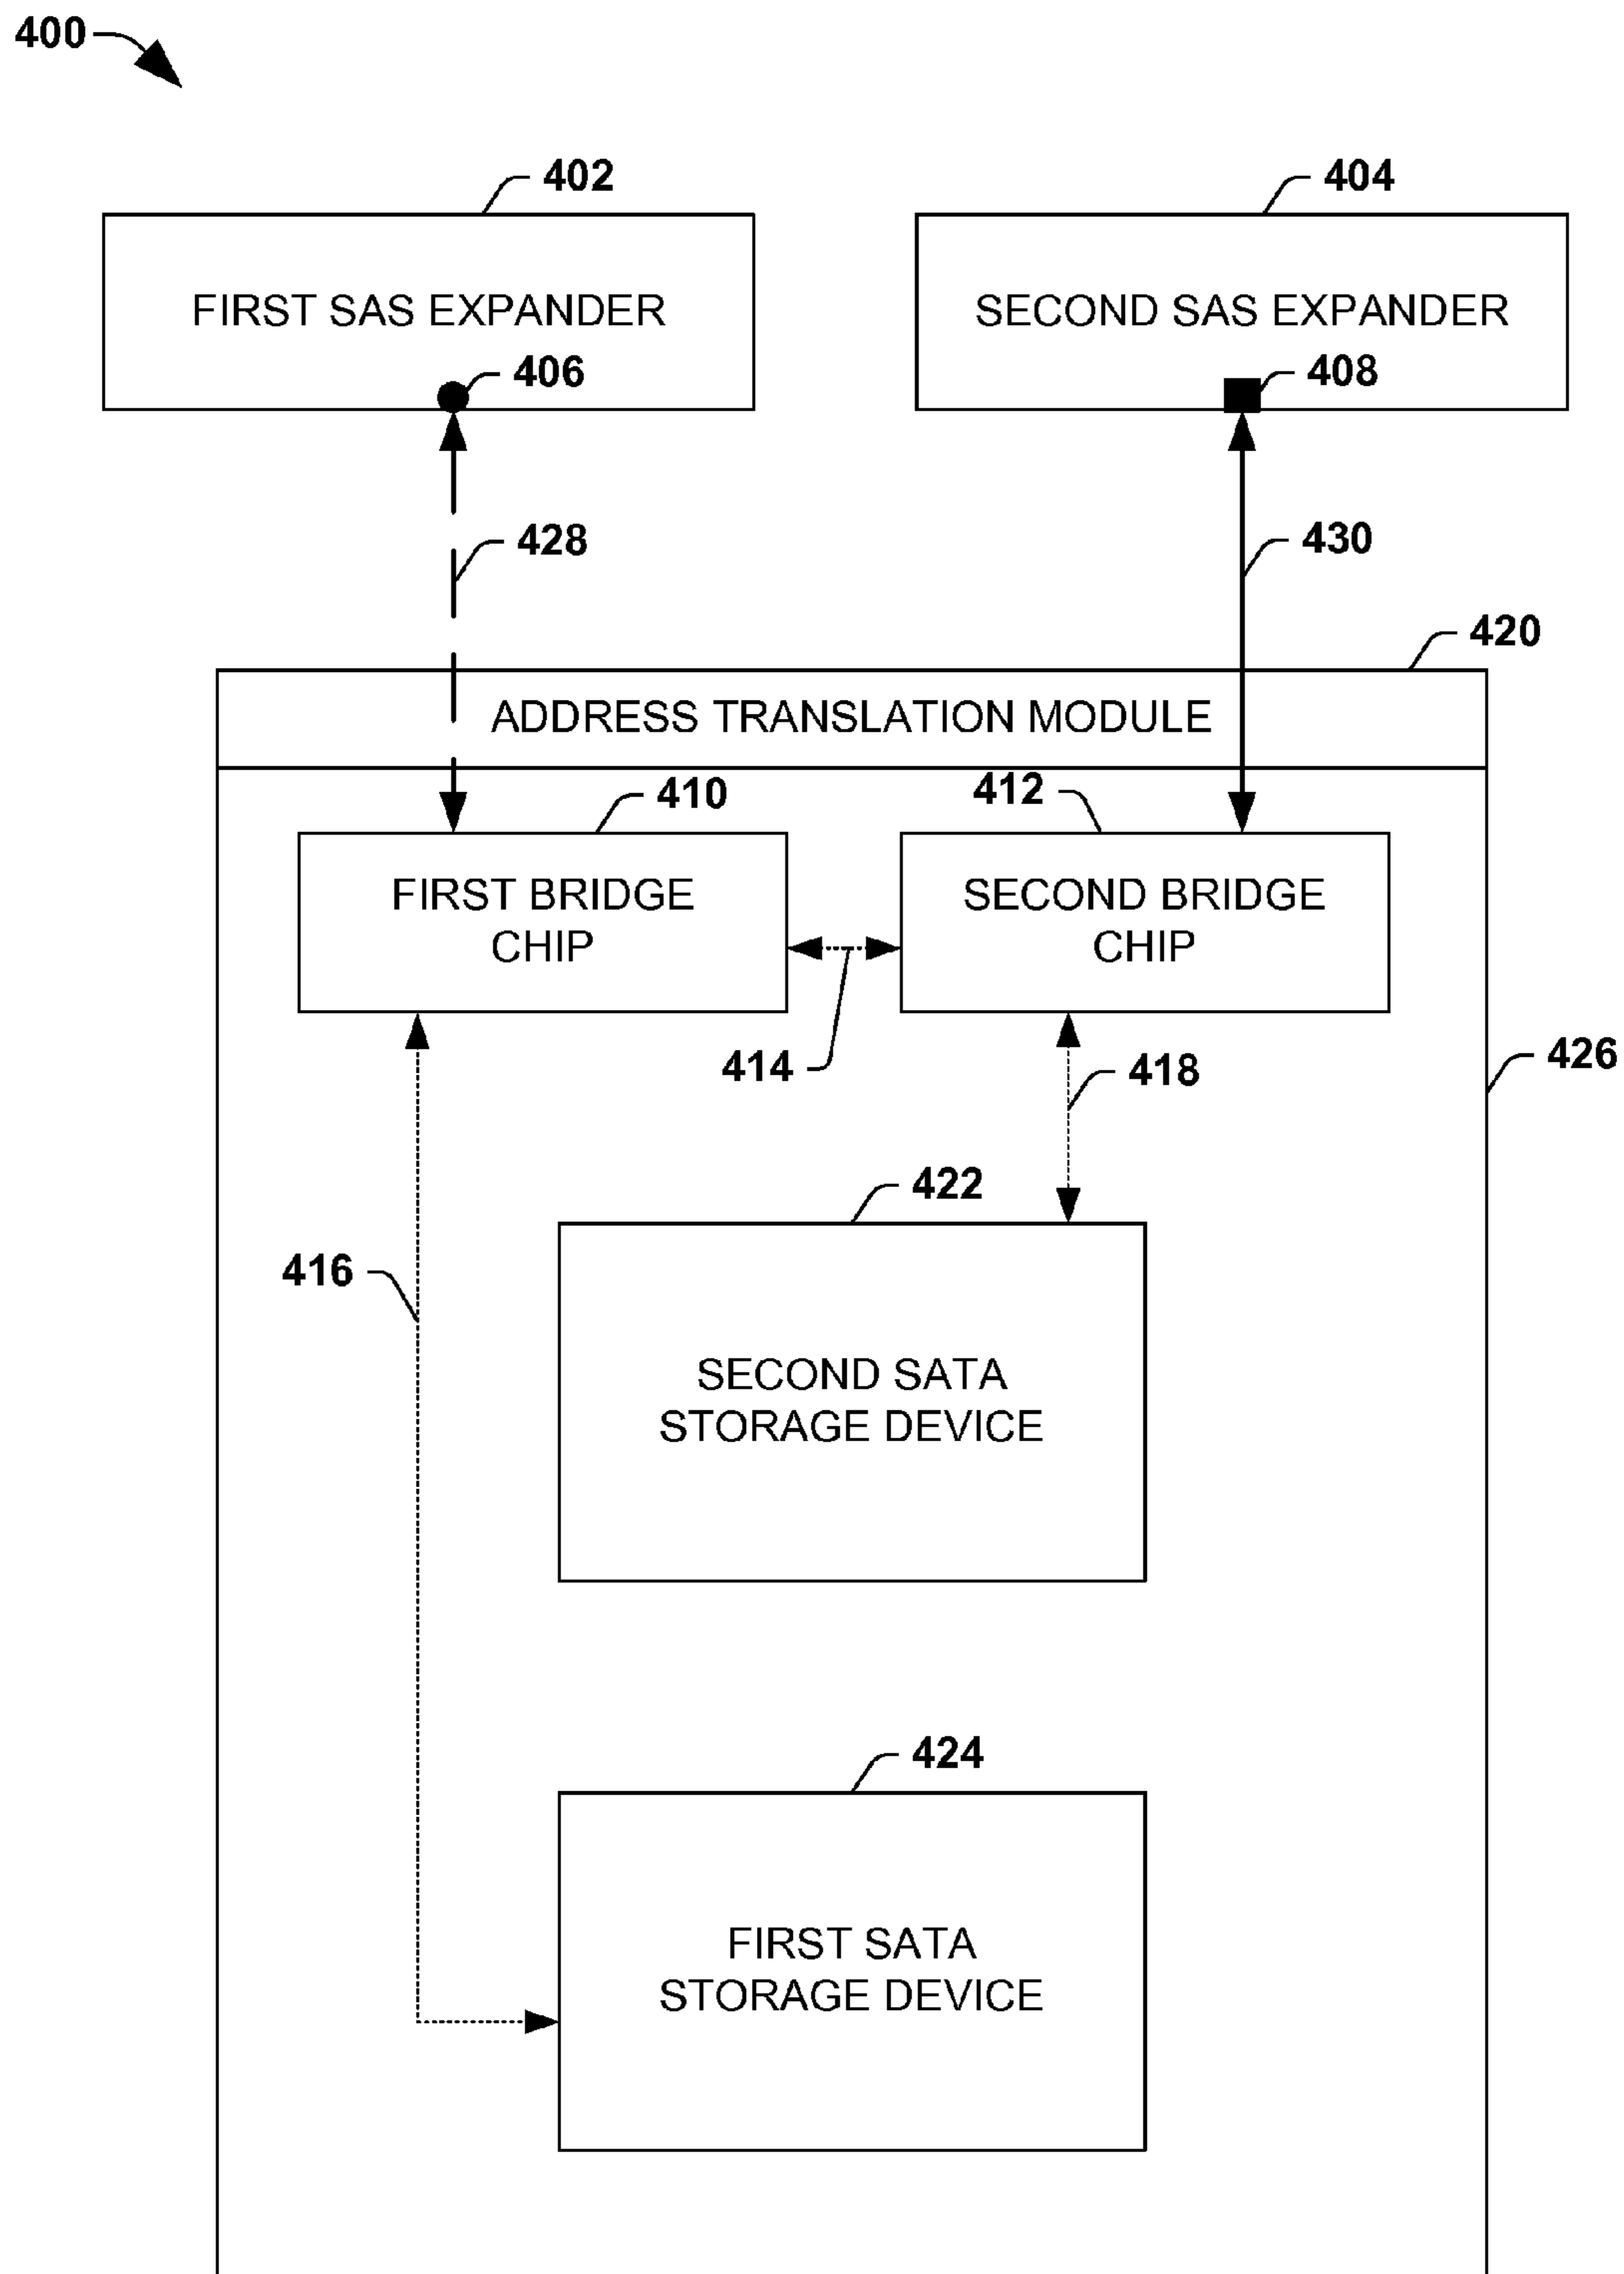 400
402
404
FIRST SAS EXPANDER
SECOND SAS EXPANDER
406
408
428
430
420
ADDRESS TRANSLATION MODULE
410
412
FIRST BRIDGE
CHIP
SECOND BRIDGE
CHIP
414
418
426
422
416
SECOND SATA
STORAGE DEVICE
424
FIRST SATA
STORAGE DEVICE